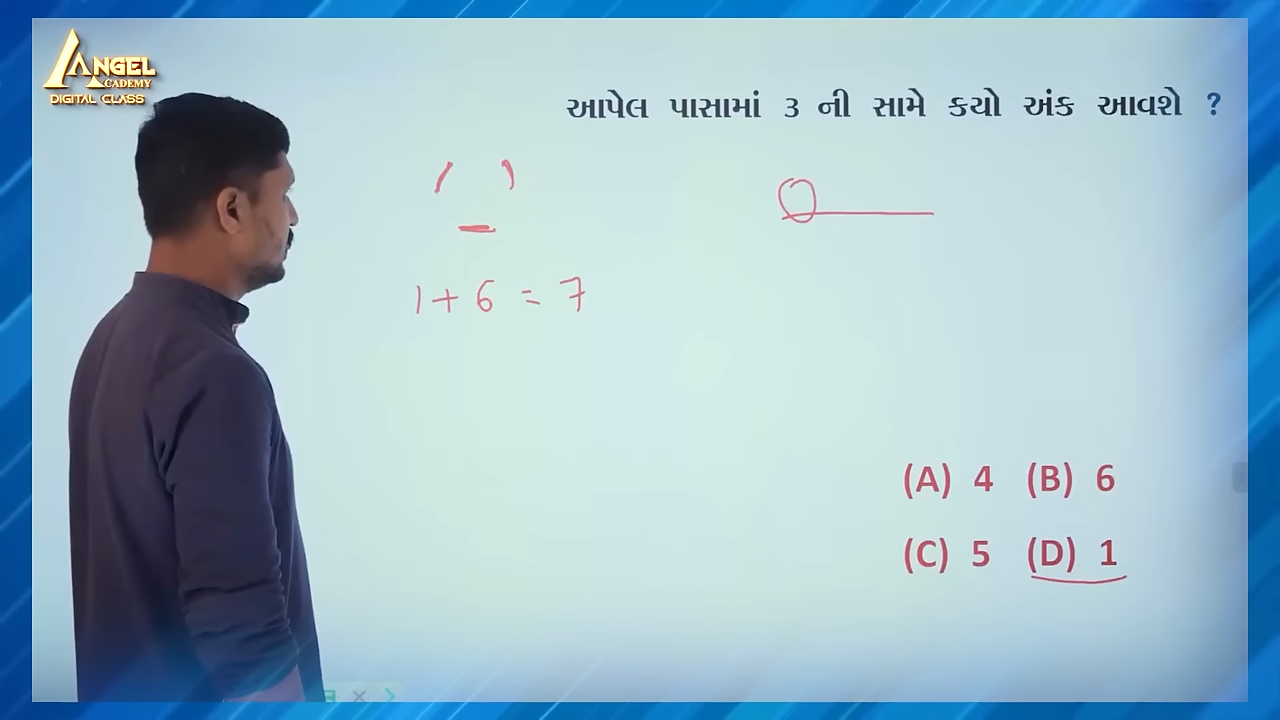 ANGEL
ACADEMY
DIGITAL CLASS
આપેલ પાસામાં 3 ની સામે કયો અંક આવશે ?
1 + 6 = 7
(A) 4 (B) 6
(C) 5 (D) 1